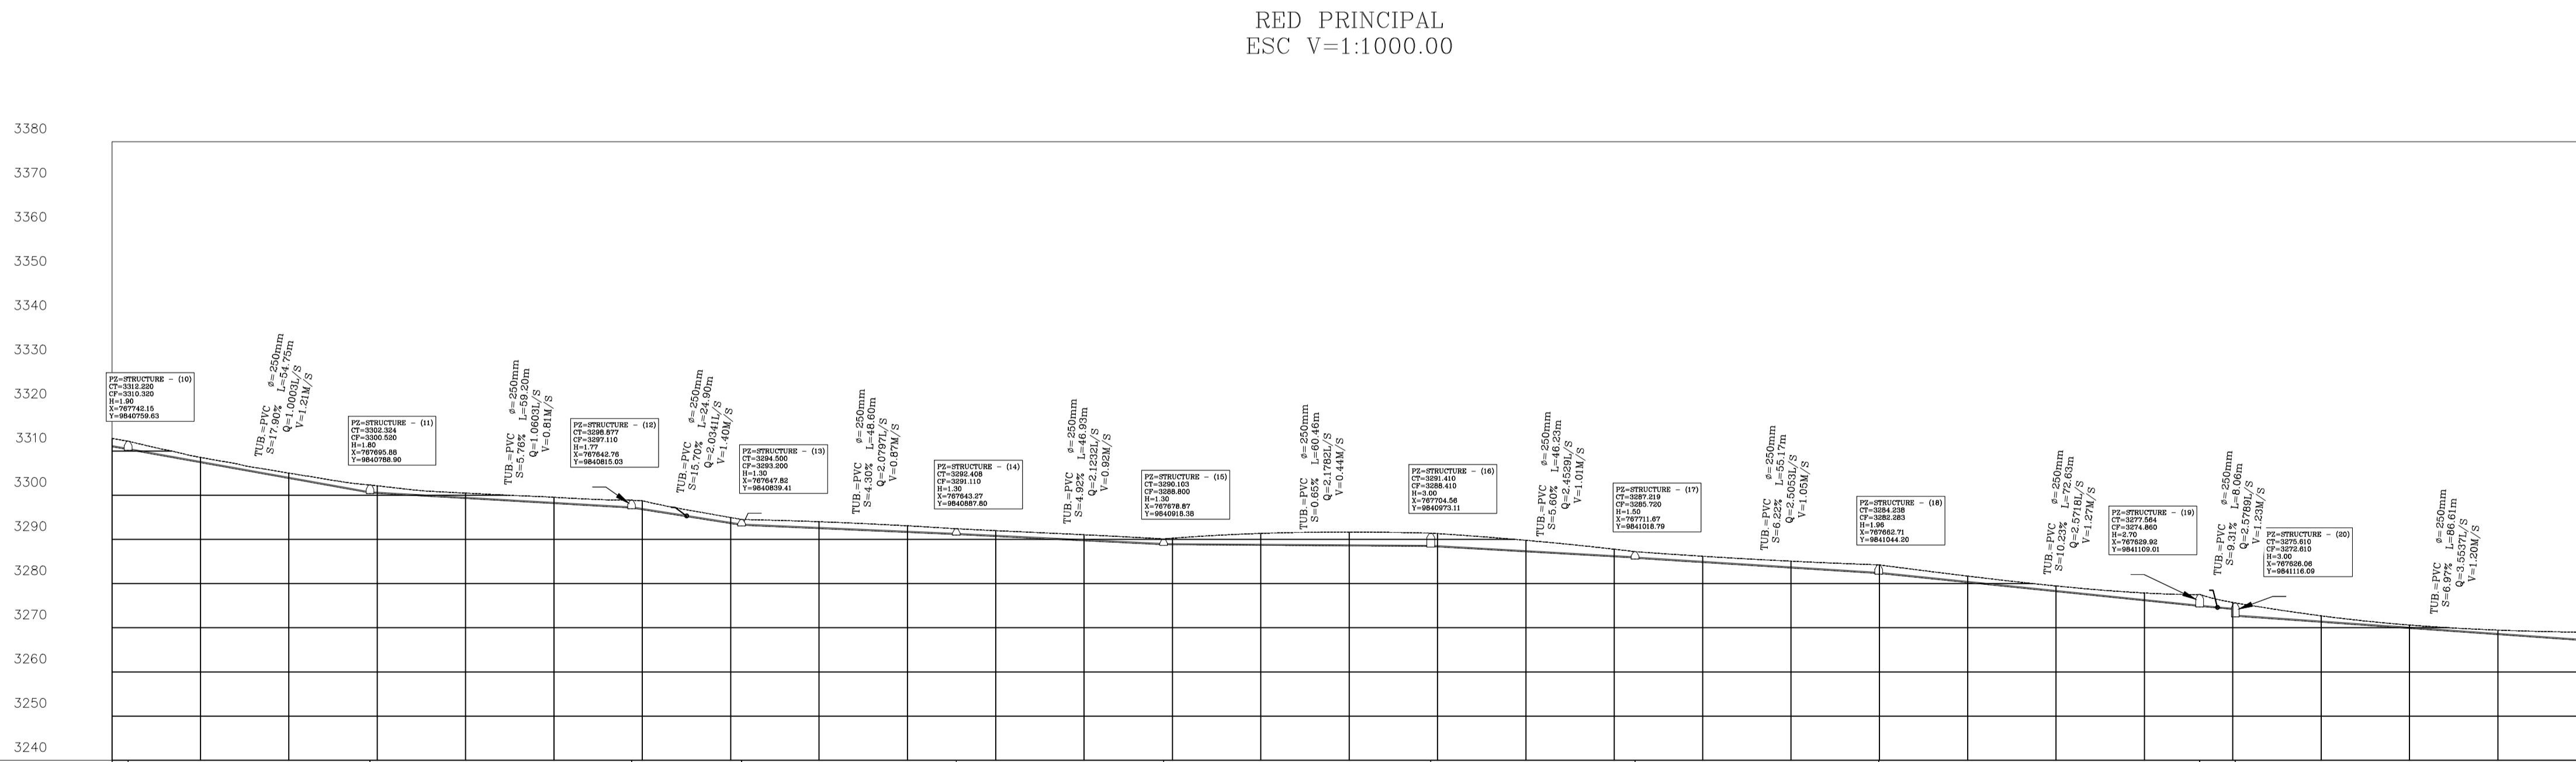 RED PRINCIPAL
ESC V=1:1000.00
3380
3370
3360
3350
3340
3330
3320
3310
3300
3290
3280
3270
3260
3250
3240
PZ=STRUCTURE - (10)
CT=3312.220
CF=3310.320
H=1.90
X=767742.15
Y=9840759.63
TUB.=PVC ø=250mm
S=17.90% L=54.75m
Q=1.0003L/S
V=1.21M/S
PZ=STRUCTURE - (11)
CT=3302.324
CF=3300.520
H=1.80
X=767695.88
Y=9840788.90
TUB.=PVC ø=250mm
S=5.76% L=59.20m
Q=1.0603L/S
V=0.81M/S
PZ=STRUCTURE - (12)
CT=3298.877
CF=3297.110
H=1.77
X=767642.76
Y=9840815.03
TUB.=PVC ø=250mm
S=15.70% L=24.90m
Q=2.0341L/S
V=1.40M/S
PZ=STRUCTURE - (13)
CT=3294.500
CF=3293.200
H=1.30
X=767647.82
Y=9840839.41
TUB.=PVC ø=250mm
S=4.30% L=48.60m
Q=2.0797L/S
V=0.87M/S
PZ=STRUCTURE - (14)
CT=3292.408
CF=3291.110
H=1.30
X=767643.27
Y=9840887.80
TUB.=PVC ø=250mm
S=4.92% L=46.93m
Q=2.1232L/S
V=0.92M/S
PZ=STRUCTURE - (15)
CT=3290.103
CF=3288.800
H=1.30
X=767678.87
Y=9840918.38
TUB.=PVC ø=250mm
S=0.65% L=60.46m
Q=2.1782L/S
V=0.44M/S
PZ=STRUCTURE - (16)
CT=3291.410
CF=3288.410
H=3.00
X=767704.56
Y=9840973.11
TUB.=PVC ø=250mm
S=5.60% L=46.23m
Q=2.4529L/S
V=1.01M/S
PZ=STRUCTURE - (17)
CT=3287.219
CF=3285.720
H=1.50
X=767711.67
Y=9841018.79
TUB.=PVC ø=250mm
S=6.22% L=55.17m
Q=2.5053L/S
V=1.05M/S
PZ=STRUCTURE - (18)
CT=3284.238
CF=3282.283
H=1.96
X=767662.71
Y=9841044.20
TUB.=PVC ø=250mm
S=10.23% L=72.63m
Q=2.5718L/S
V=1.27M/S
PZ=STRUCTURE - (19)
CT=3277.564
CF=3274.860
H=2.70
X=767629.92
Y=9841109.01
TUB.=PVC ø=250mm
S=9.31% L=8.06m
Q=2.5789L/S
V=1.23M/S
PZ=STRUCTURE - (20)
CT=3275.610
CF=3272.610
H=3.00
X=767626.06
Y=9841116.09
TUB.=PVC ø=250mm
S=6.97% L=86.61m
Q=3.5537L/S
V=1.20M/S